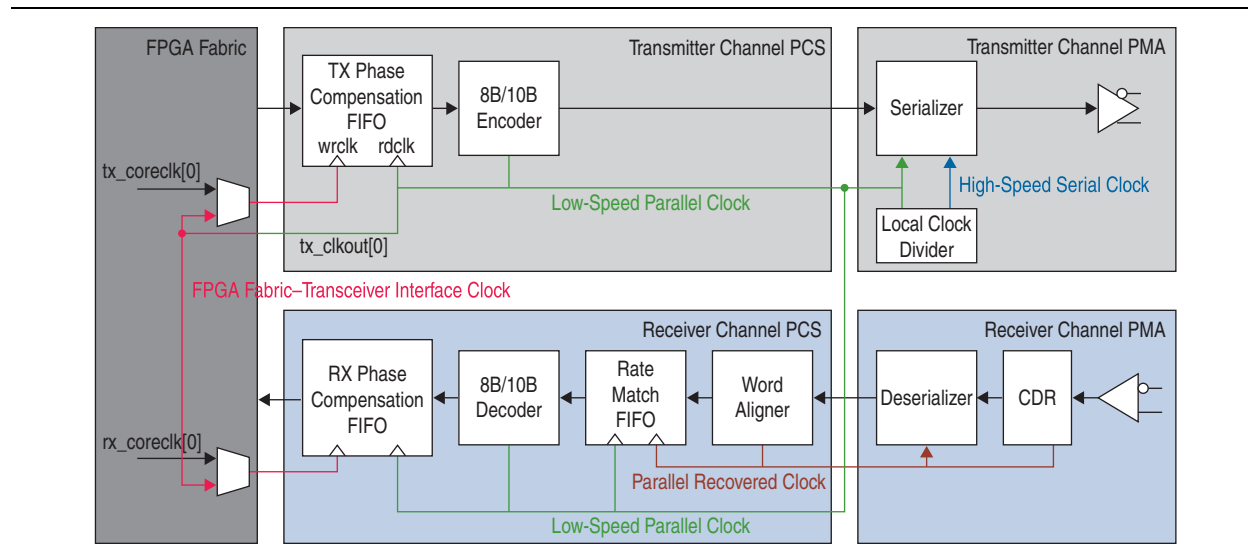 FPGA Fabric
Transmitter Channel PCS
Transmitter Channel PMA
TX Phase
Compensation
FIFO
wrclk
rdclk
8B/10B
Encoder
Serializer
tx_coreclk[0]
High-Speed Serial Clock
Low-Speed Parallel Clock
Local Clock
Divider
tx_clkout[0]
FPGA Fabric–Transceiver Interface Clock
Receiver Channel PCS
Receiver Channel PMA
RX Phase
Compensation
FIFO
8B/10B
Decoder
Rate
Match
FIFO
Word
Aligner
Deserializer
CDR
rx_coreclk[0]
Parallel Recovered Clock
Low-Speed Parallel Clock